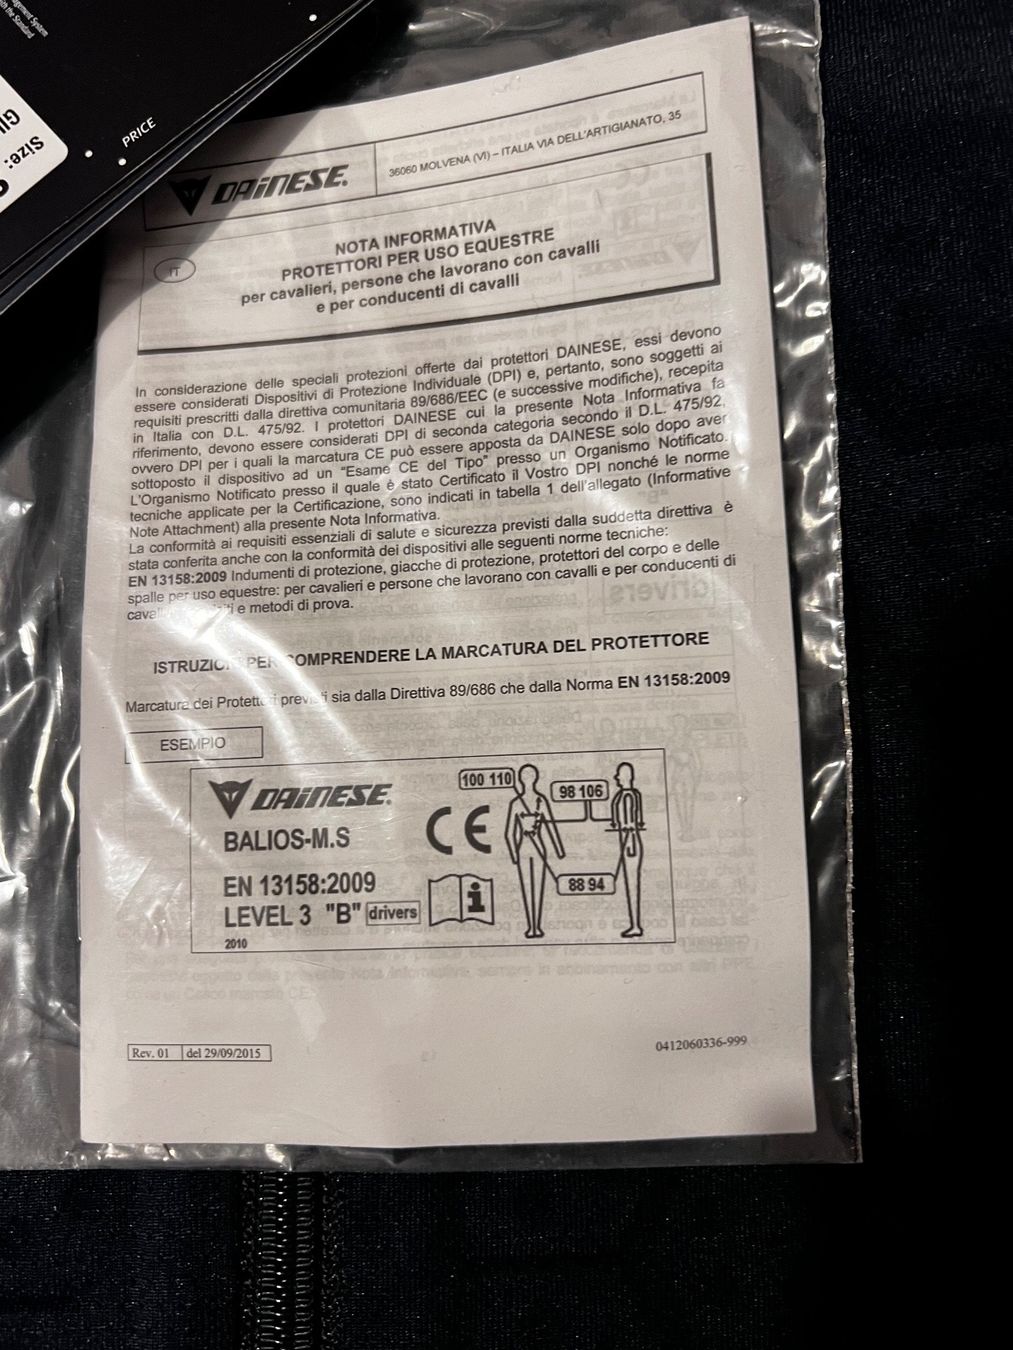 nagement System
with the Standard
PRICE
Size:
DAINESE.
36060 MOLVENA (VI) – ITALIA VIA DELL'ARTIGIANATO, 35
IT
NOTA INFORMATIVA
PROTETTORI PER USO EQUESTRE
per cavalieri, persone che lavorano con cavalli
e per conducenti di cavalli
In considerazione delle speciali protezioni offerte dai protettori DAINESE, essi devono
essere considerati Dispositivi di Protezione Individuale (DPI) e, pertanto, sono soggetti ai
requisiti prescritti dalla direttiva comunitaria 89/686/EEC (e successive modifiche), recepita
in Italia con D.L. 475/92. I protettori DAINESE cui la presente Nota Informativa fa
riferimento, devono essere considerati DPI di seconda categoria secondo il D.L. 475/92,
ovvero DPI per i quali la marcatura CE può essere apposta da DAINESE solo dopo aver
sottoposto il dispositivo ad un “Esame CE del Tipo” presso un Organismo Notificato.
L'Organismo Notificato presso il quale è stato Certificato il Vostro DPI nonché le norme
tecniche applicate per la Certificazione, sono indicati in tabella 1 dell'allegato (Informative
Note Attachment) alla presente Nota Informativa.
La conformità ai requisiti essenziali di salute e sicurezza previsti dalla suddetta direttiva è
stata conferita anche con la conformità dei dispositivi alle seguenti norme tecniche:
EN 13158:2009 Indumenti di protezione, giacche di protezione, protettori del corpo e delle
spalle per uso equestre: per cavalieri e persone che lavorano con cavalli e per conducenti di
e metodi di prova.
PER COMPRENDERE LA MARCATURA DEL PROTETTORE
Marcatura dei Protettori previsti sia dalla Direttiva 89/686 che dalla Norma EN 13158:2009
ESEMPIO
DAINESE.
BALIOS-M.S
EN 13158:2009
LEVEL 3 "B" drivers
2010
CE
i
100 110
98 106
88 94
Rev. 01 del 29/09/2015
0412060336-999